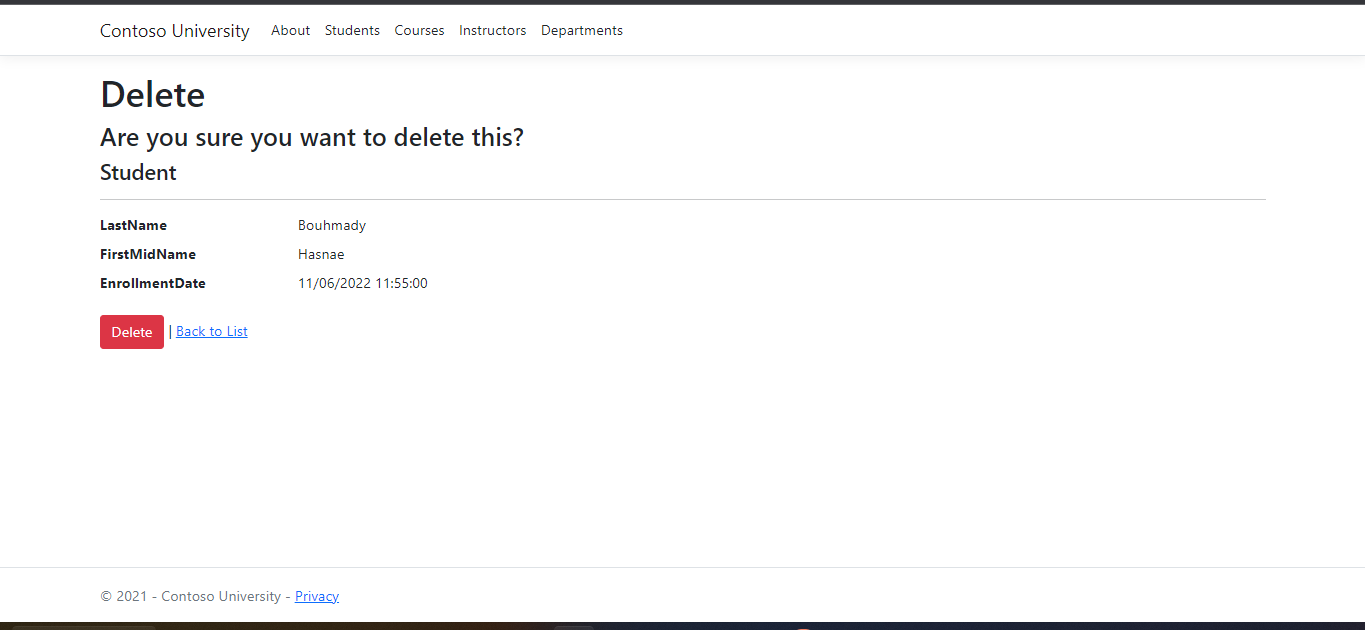 Contoso University About Students Courses Instructors Departments
Delete
Are you sure you want to delete this?
Student
LastName Bouhmady
FirstMidName Hasnae
EnrollmentDate 11/06/2022 11:55:00
Delete | Back to List
© 2021 - Contoso University - Privacy